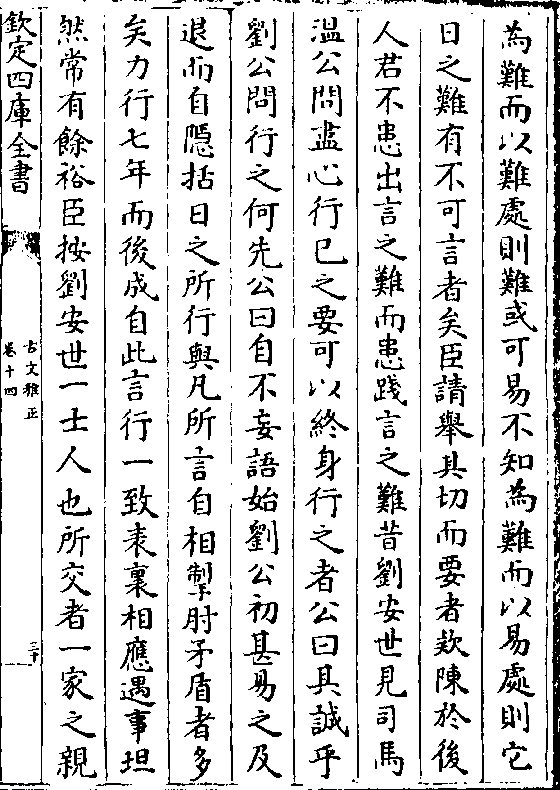 為難而以難處則難或可易不知為難而以易處則它
日之難有不可言者矣臣請舉其切而要者欵陳於後
人君不患出言之難而患踐言之難昔劉安世見司馬
温公問盡心行已之要可以終身行之者公曰其誠乎
劉公問行之何先公曰自不妄語始劉公初甚易之及
退而自隱括日之所行與凡所言自相掣肘矛盾者多
矣力行七年而後成自此言行一致表裏相應遇事坦
然常有餘裕臣按劉安世一士人也所交者一家之親
欽定四庫全書
古文雅正
卷十四
三十